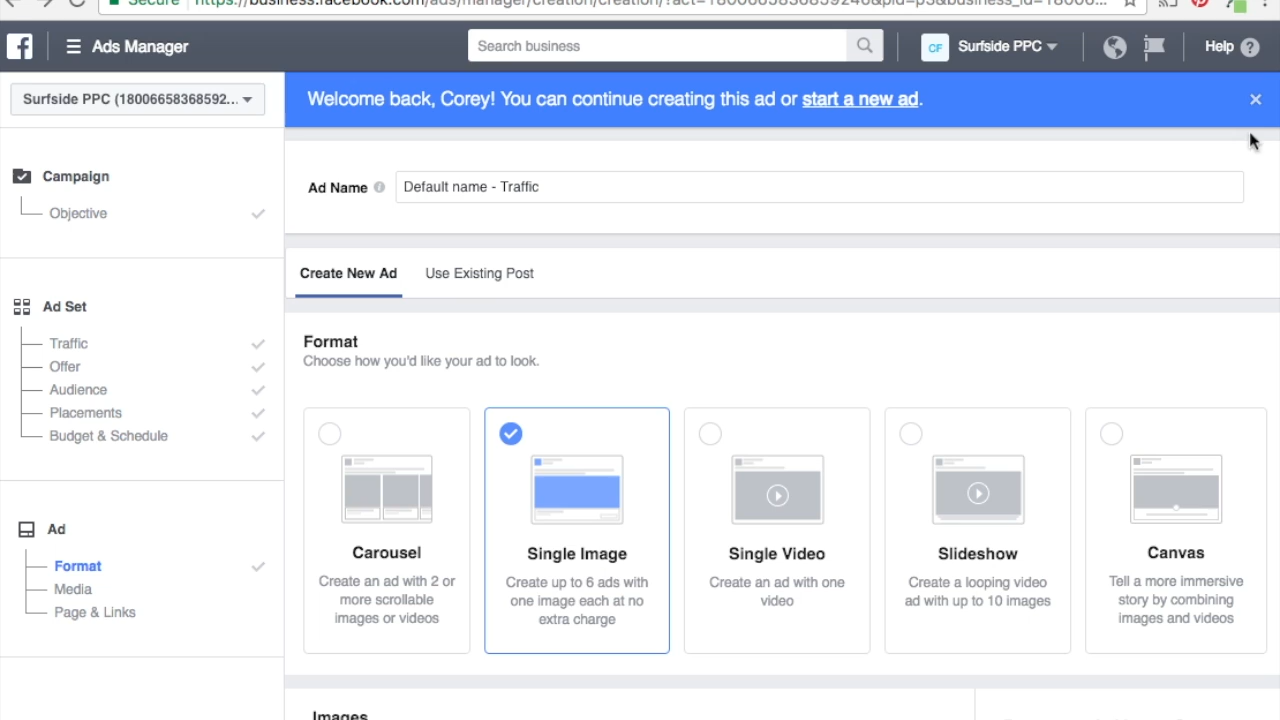 Secure
Ads Manager
Search business
CF
Surfside PPC
Help ?
Surfside PPC (18006658368592...
Welcome back, Corey! You can continue creating this ad or start a new ad.
Campaign
Objective
Ad Name
Default name - Traffic
Create New Ad
Use Existing Post
Ad Set
Traffic
Offer
Audience
Placements
Budget & Schedule
Format
Choose how you'd like your ad to look.
Ad
Format
Media
Page & Links
Carousel
Create an ad with 2 or
more scrollable
images or videos
Single Image
Create up to 6 ads with
one image each at no
extra charge
Single Video
Create an ad with one
video
Slideshow
Create a looping video
ad with up to 10 images
Canvas
Tell a more immersive
story by combining
images and videos
Images